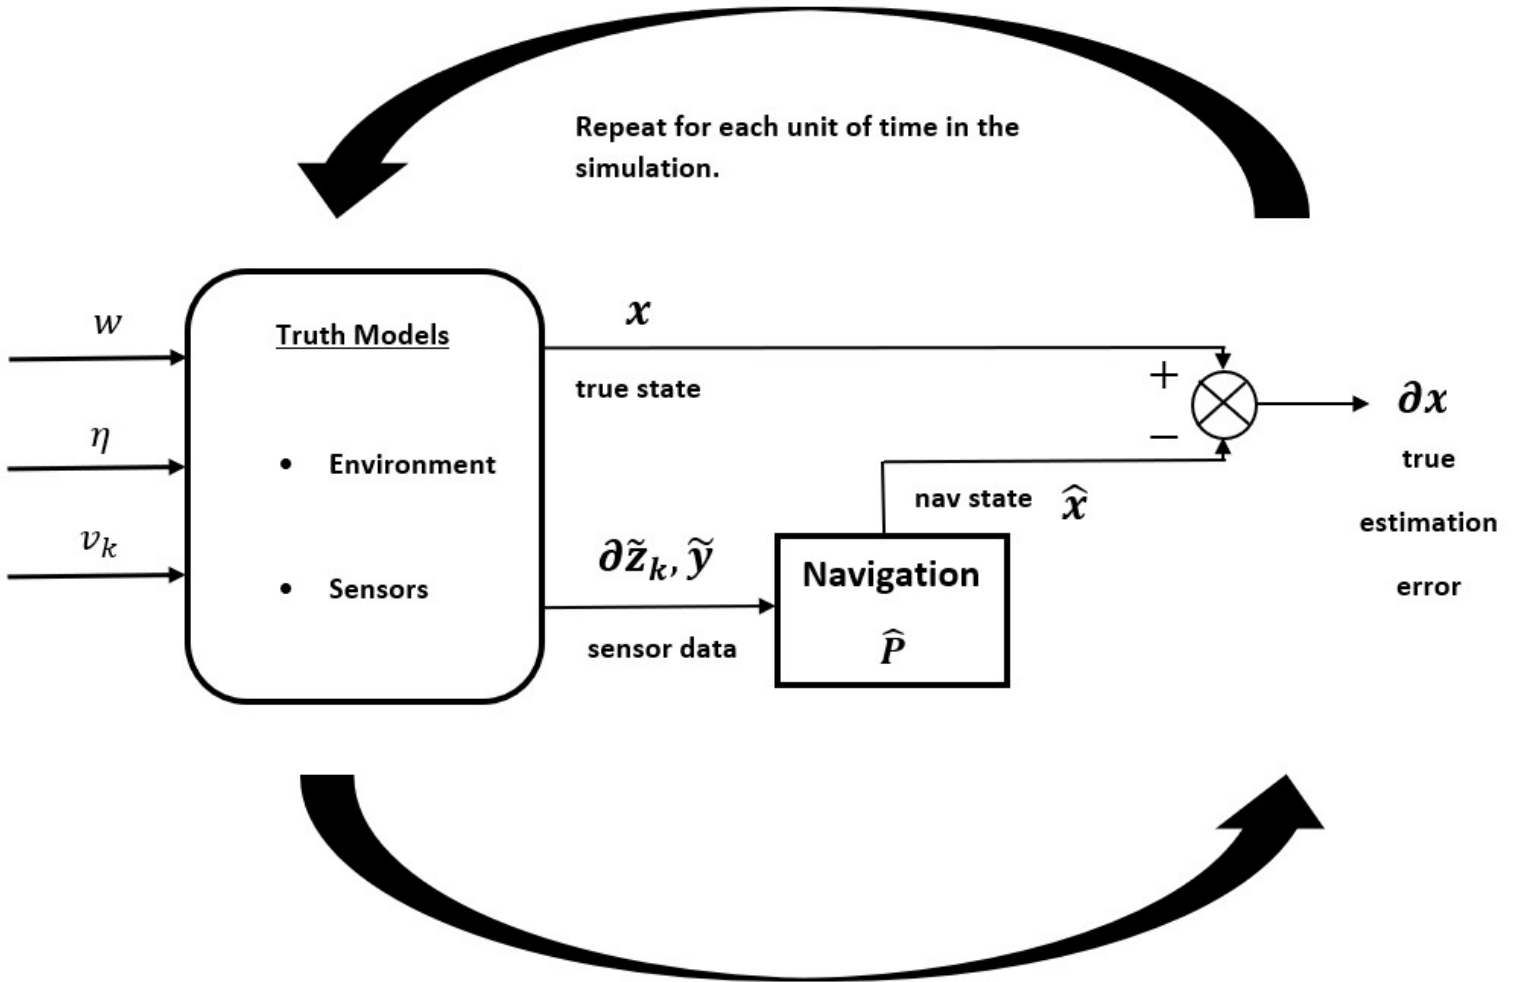 Repeat for each unit of time in the
simulation.
w
η
v_k
Truth Models
• Environment
• Sensors
x
true state
∂z̃_k, ỹ
sensor data
Navigation
P̂
nav state x̂
+
−
∂x
true
estimation
error